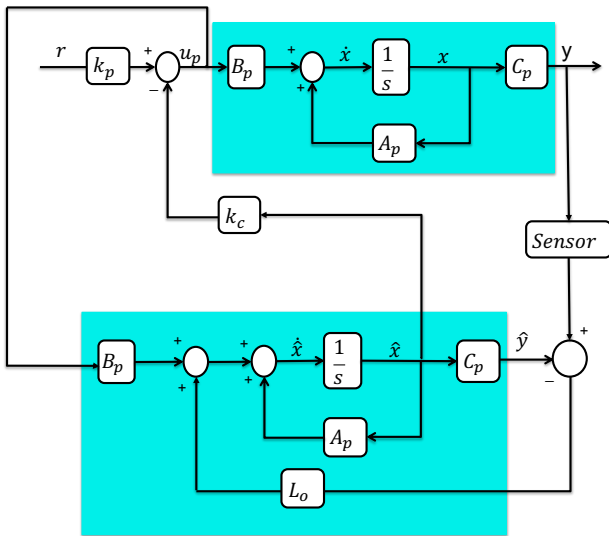 r
k_p
+
−
u_p
B_p
+
+
ẋ
1/s
x
C_p
y
A_p
k_c
Sensor
B_p
+
+
+
+
x̂̇
1/s
x̂
C_p
ŷ
+
−
A_p
L_o